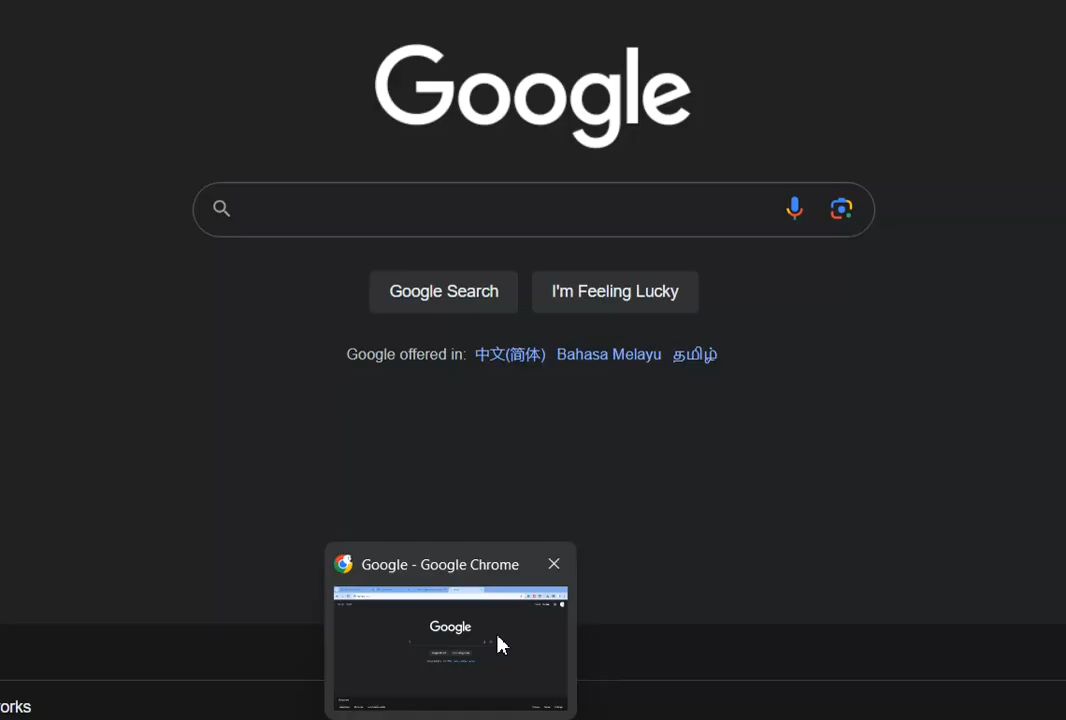 Google
Google Search
I'm Feeling Lucky
Google offered in: 中文(简体) Bahasa Melayu தமிழ்
Google - Google Chrome
Google
orks